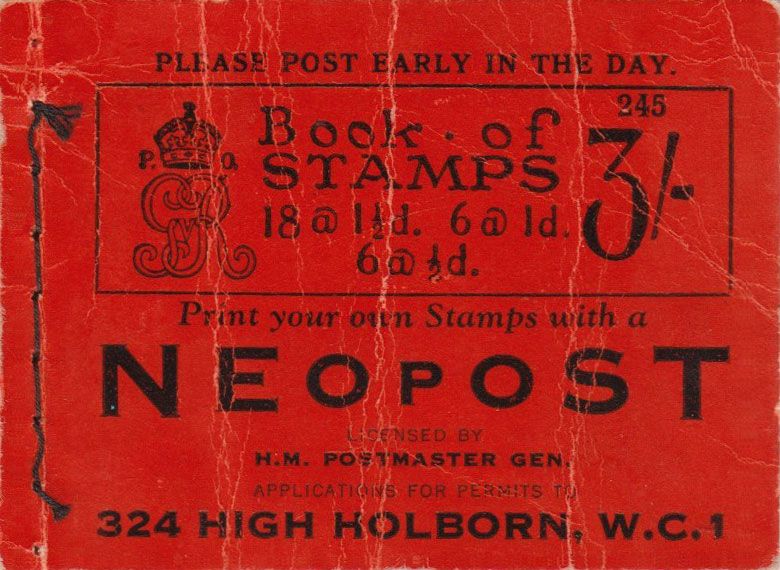 PLEASE POST EARLY IN THE DAY.
245
P. O.
GR
Book · of
STAMPS
3/-
18 @ 1½d. 6 @ 1d.
6 @ ½d.
Print your own Stamps with a
NEOPOST
LICENSED BY
H.M. POSTMASTER GEN.
APPLICATIONS FOR PERMITS TO
324 HIGH HOLBORN, W.C.1